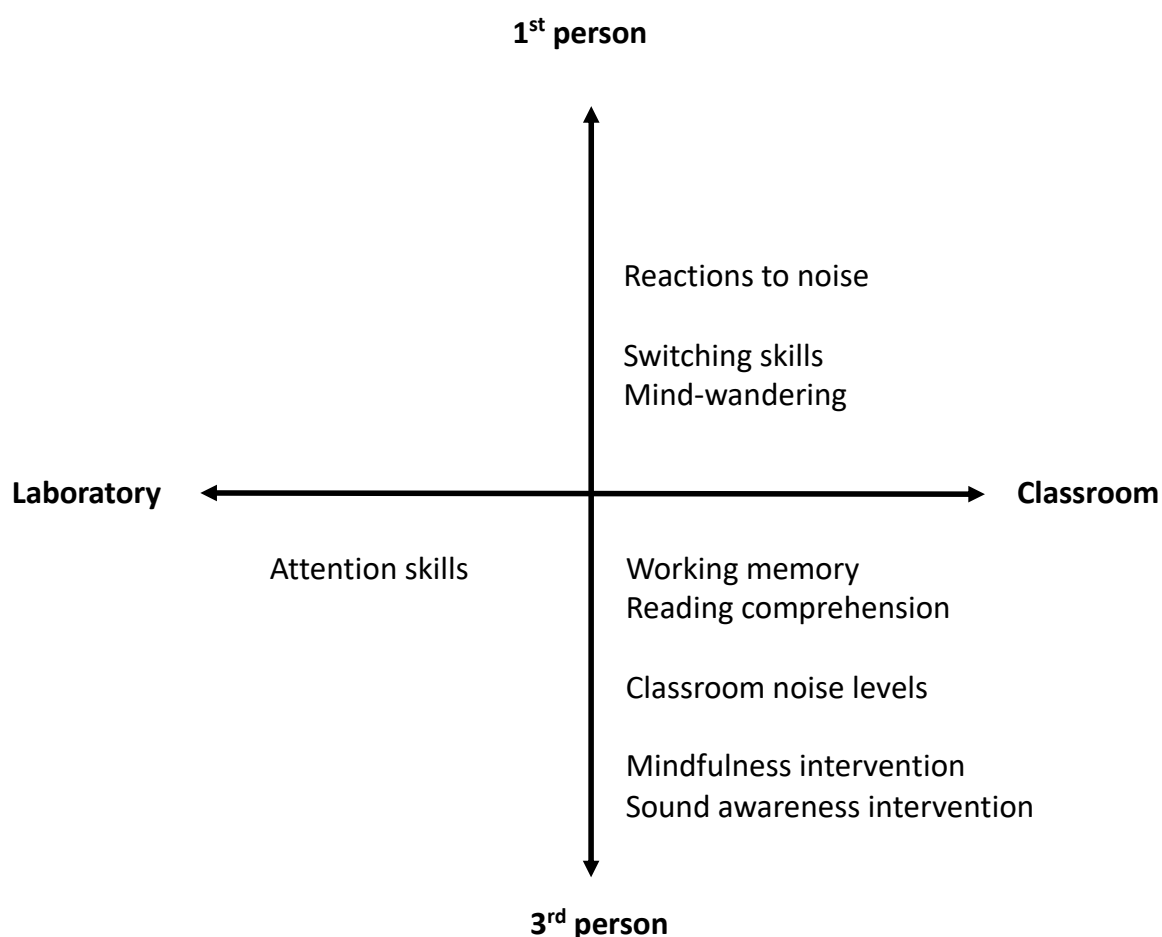 1st person
Reactions to noise
Switching skills
Mind-wandering
Laboratory
Classroom
Attention skills
Working memory
Reading comprehension
Classroom noise levels
Mindfulness intervention
Sound awareness intervention
3rd person